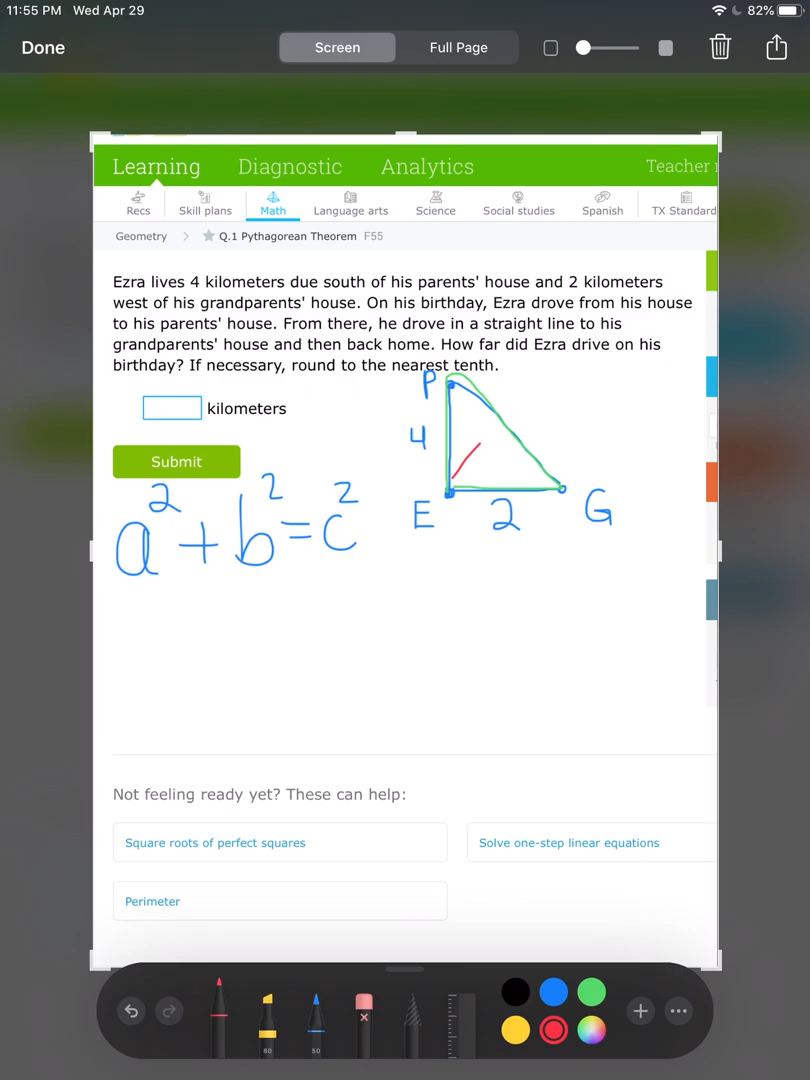 11:55 PM Wed Apr 29 82%
Done Screen Full Page
Learning Diagnostic Analytics Teacher
Recs Skill plans Math Language arts Science Social studies Spanish TX Standard
Geometry > Q.1 Pythagorean Theorem F55
Ezra lives 4 kilometers due south of his parents' house and 2 kilometers
west of his grandparents' house. On his birthday, Ezra drove from his house
to his parents' house. From there, he drove in a straight line to his
grandparents' house and then back home. How far did Ezra drive on his
birthday? If necessary, round to the nearest tenth.
kilometers
Submit
P
4
E 2 G
a² + b² = c²
Not feeling ready yet? These can help:
Square roots of perfect squares Solve one-step linear equations
Perimeter
80 50